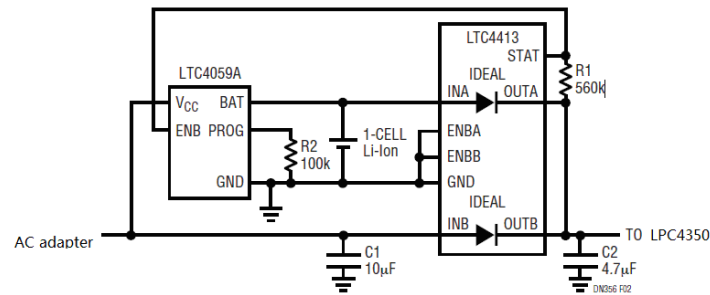 LTC4413
STAT
LTC4059A
IDEAL
R1
560k
VCC BAT
INA OUTA
ENB PROG
1-CELL
Li-Ion
R2
100k
ENBA
ENBB
GND
GND
IDEAL
INB OUTB
AC adapter
TO LPC4350
C1
10µF
C2
4.7µF
DN356 F02